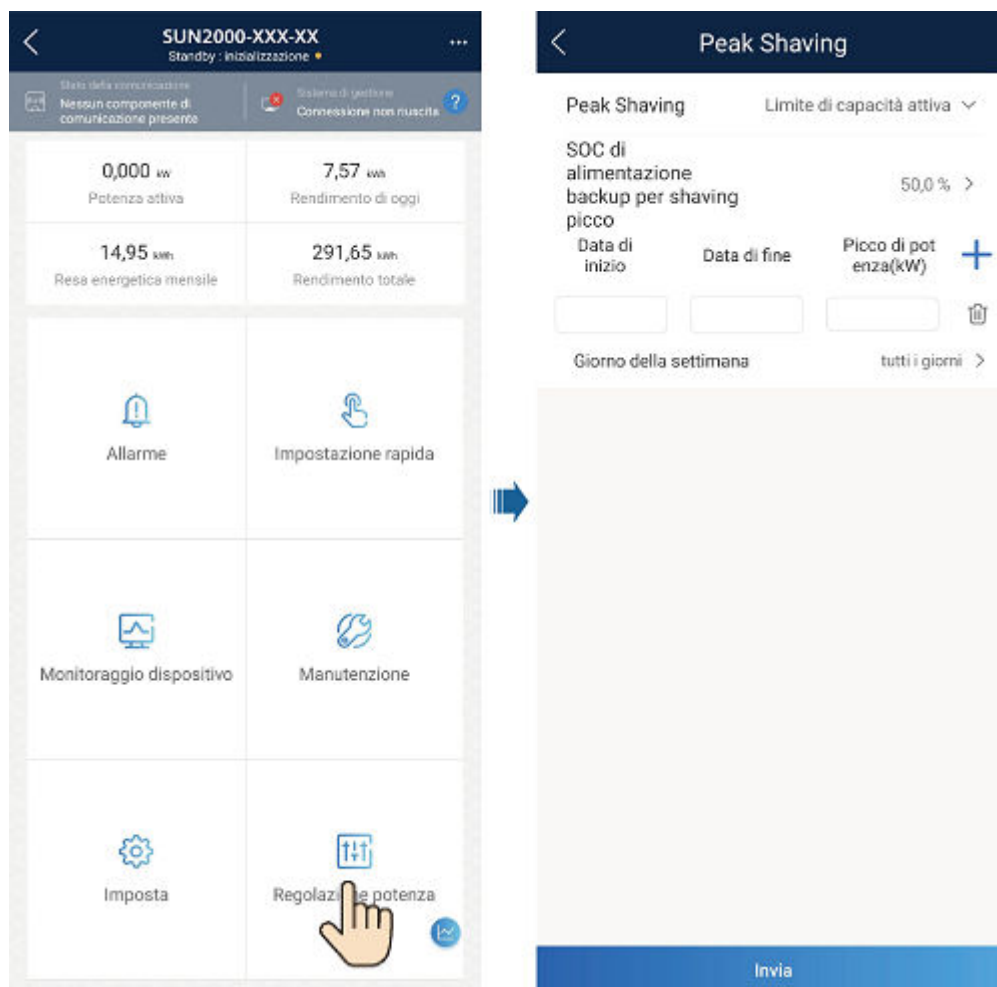 SUN2000-XXX-XX
Standby : inizializzazione
Stato della comunicazione
Nessun componente di
comunicazione presente
Sistema di gestione
Connessione non riuscita
?
0,000 kW
Potenza attiva
7,57 kWh
Rendimento di oggi
14,95 kWh
Resa energetica mensile
291,65 kWh
Rendimento totale
Allarme
Impostazione rapida
Monitoraggio dispositivo
Manutenzione
Imposta
Regolazione potenza
Peak Shaving
Peak Shaving
Limite di capacità attiva
SOC di
alimentazione
backup per shaving
picco
50,0 %
Data di
inizio
Data di fine
Picco di pot
enza(kW)
Giorno della settimana
tutti i giorni
Invia